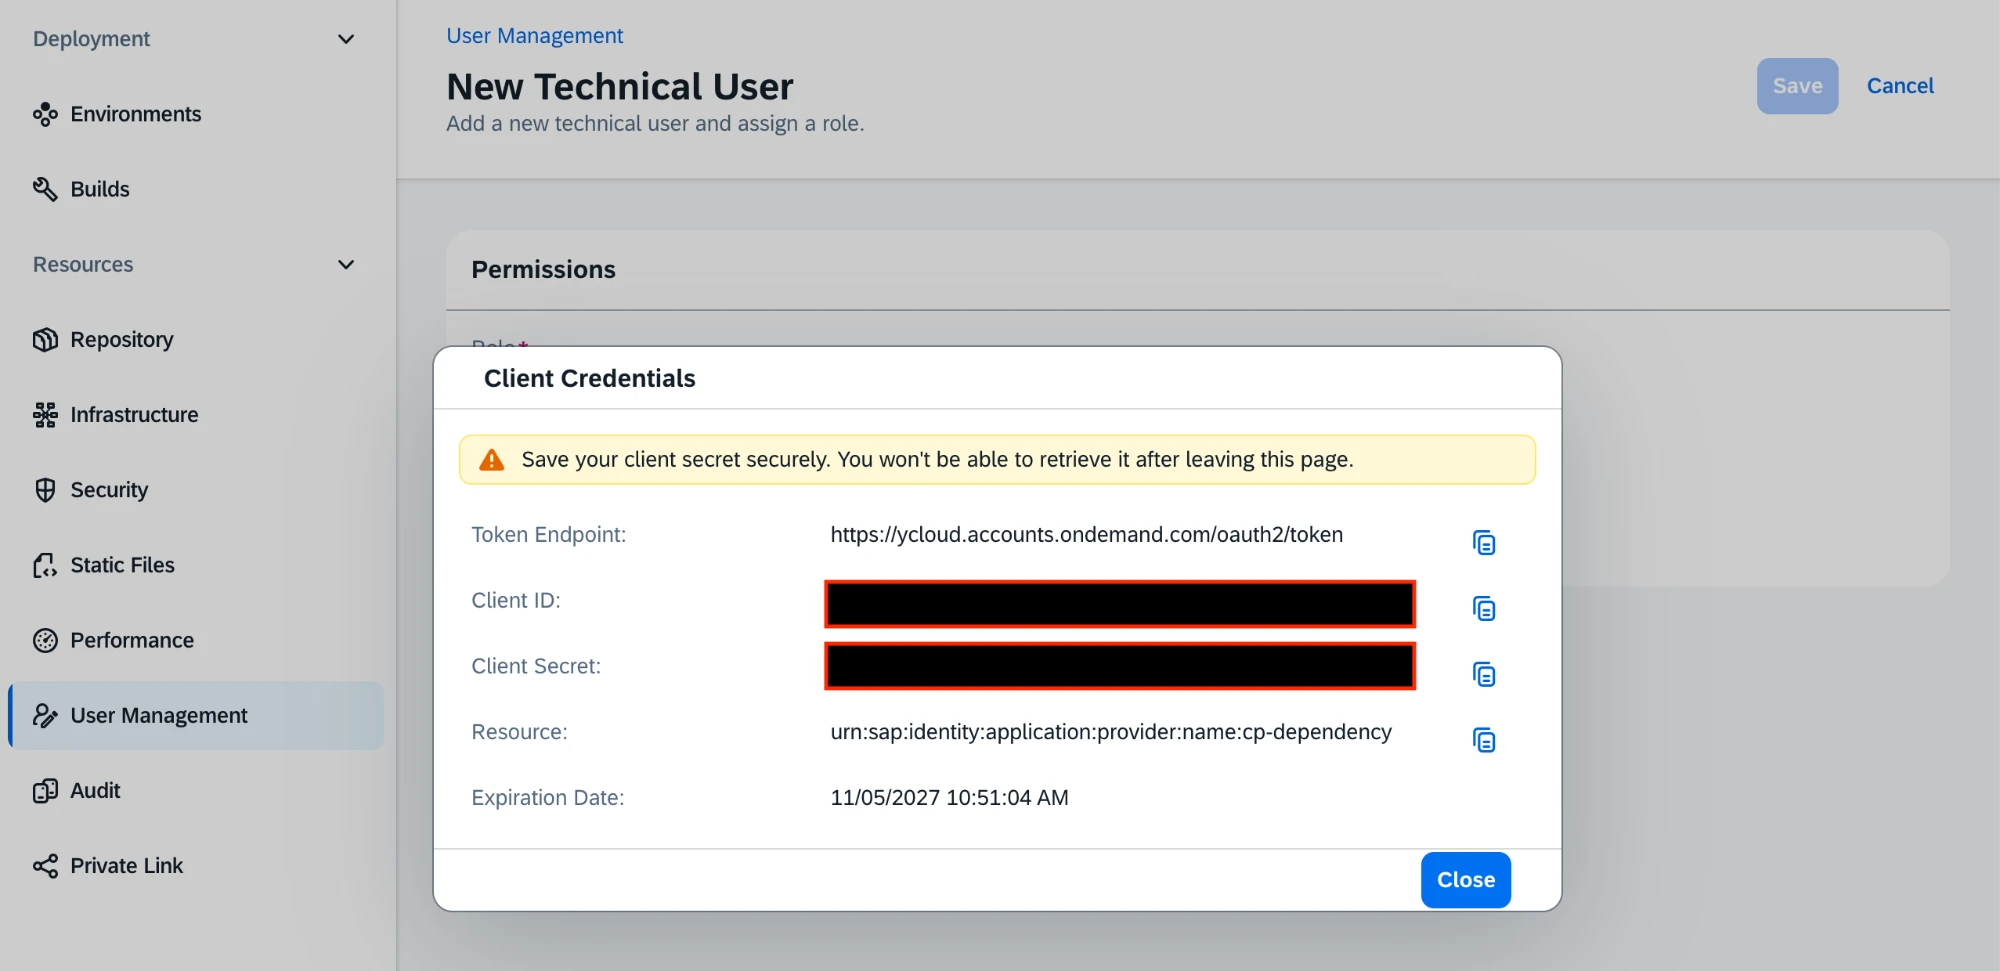 Deployment
Environments
Builds
Resources
Repository
Infrastructure
Security
Static Files
Performance
User Management
Audit
Private Link
User Management
New Technical User
Add a new technical user and assign a role.
Save
Cancel
Permissions
Role*
Client Credentials
Save your client secret securely. You won't be able to retrieve it after leaving this page.
Token Endpoint: https://ycloud.accounts.ondemand.com/oauth2/token
Client ID:
Client Secret:
Resource: urn:sap:identity:application:provider:name:cp-dependency
Expiration Date: 11/05/2027 10:51:04 AM
Close